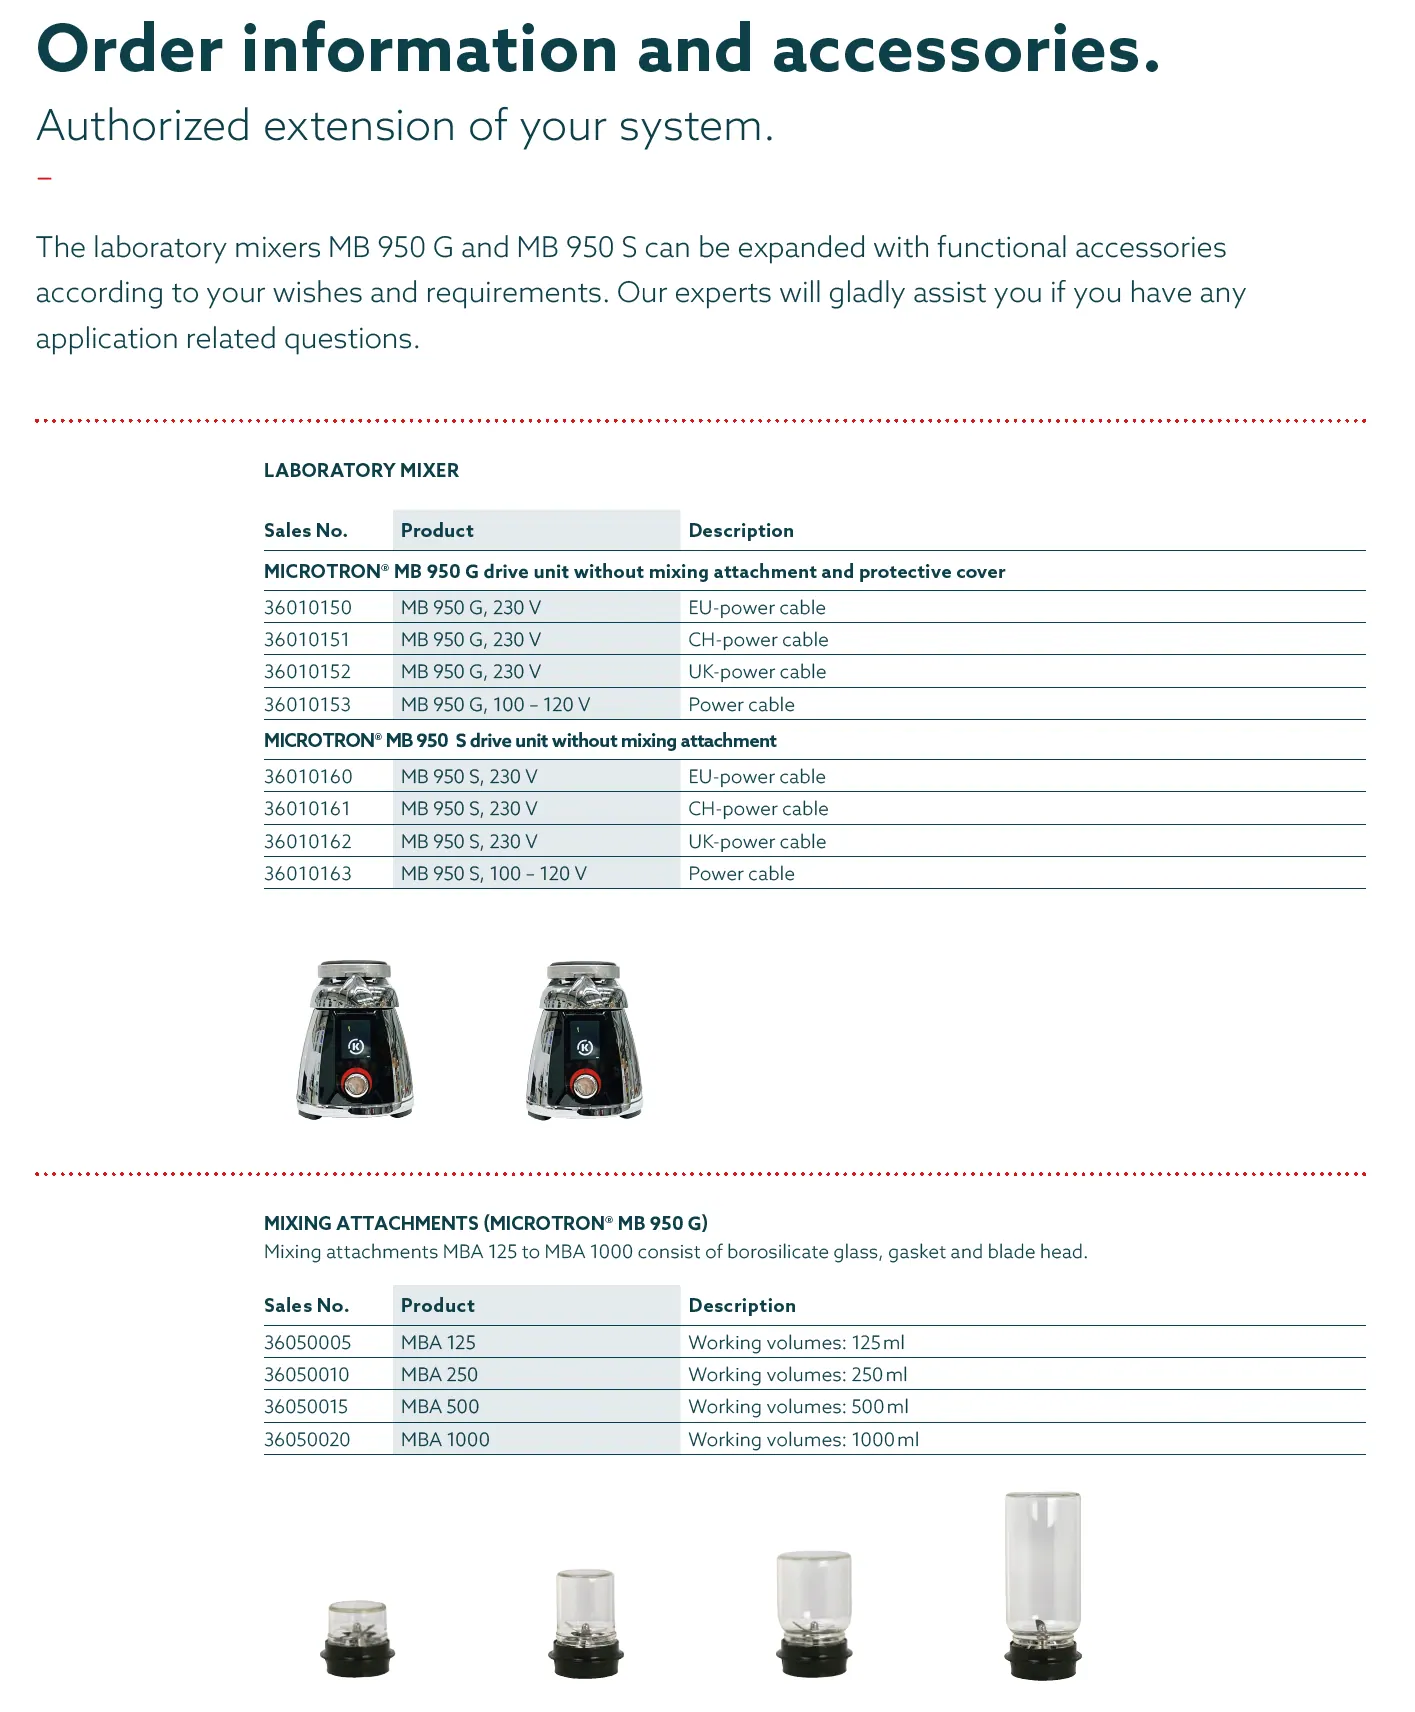 Order information and accessories.
Authorized extension of your system.
–
The laboratory mixers MB 950 G and MB 950 S can be expanded with functional accessories
according to your wishes and requirements. Our experts will gladly assist you if you have any
application related questions.
LABORATORY MIXER
Sales No. Product Description
MICROTRON® MB 950 G drive unit without mixing attachment and protective cover
36010150 MB 950 G, 230 V EU-power cable
36010151 MB 950 G, 230 V CH-power cable
36010152 MB 950 G, 230 V UK-power cable
36010153 MB 950 G, 100 – 120 V Power cable
MICROTRON® MB 950 S drive unit without mixing attachment
36010160 MB 950 S, 230 V EU-power cable
36010161 MB 950 S, 230 V CH-power cable
36010162 MB 950 S, 230 V UK-power cable
36010163 MB 950 S, 100 – 120 V Power cable
K K
MIXING ATTACHMENTS (MICROTRON® MB 950 G)
Mixing attachments MBA 125 to MBA 1000 consist of borosilicate glass, gasket and blade head.
Sales No. Product Description
36050005 MBA 125 Working volumes: 125 ml
36050010 MBA 250 Working volumes: 250 ml
36050015 MBA 500 Working volumes: 500 ml
36050020 MBA 1000 Working volumes: 1000 ml